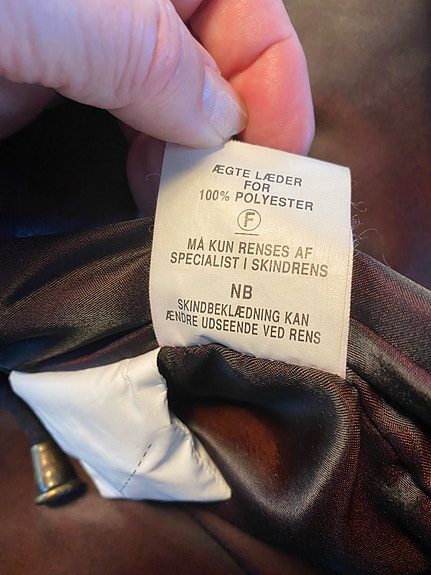 ÆGTE LÆDER
FOR
100% POLYESTER
F
MÅ KUN RENSES AF
SPECIALIST I SKINDRENS
NB
SKINDBEKLÆDNING KAN
ÆNDRE UDSEENDE VED RENS